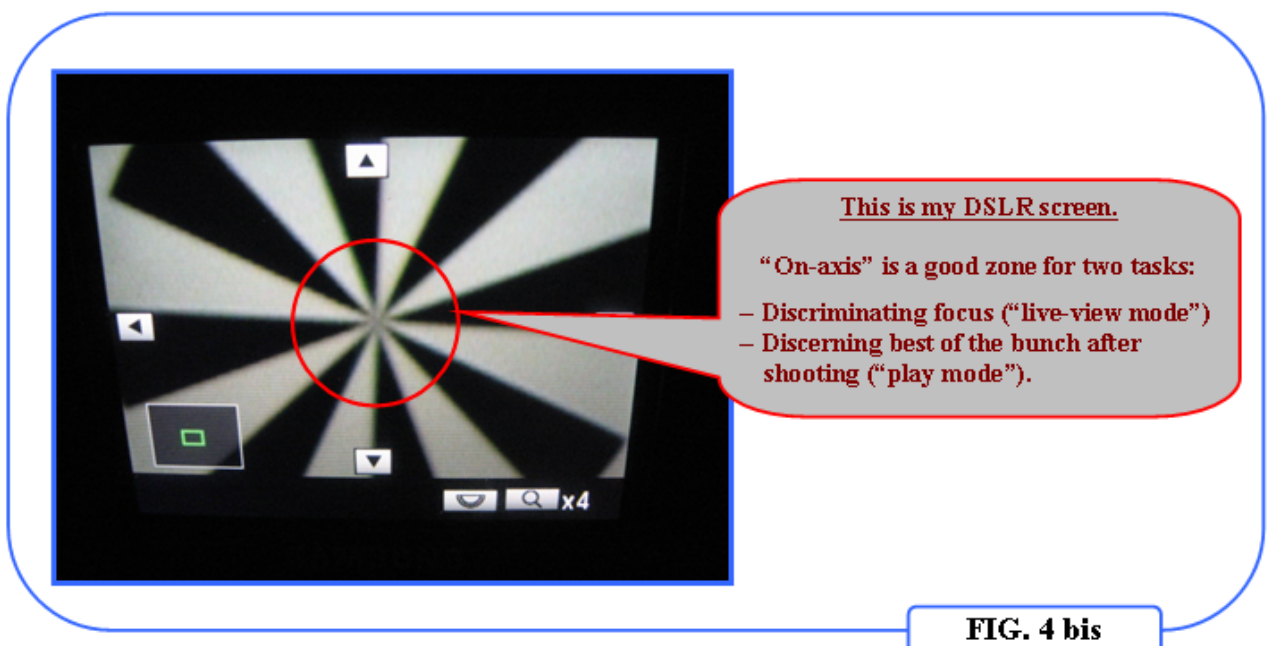 This is my DSLR screen.
“On-axis” is a good zone for two tasks:
– Discriminating focus (“live-view mode”)
– Discerning best of the bunch after
shooting (“play mode”).
x4
FIG. 4 bis